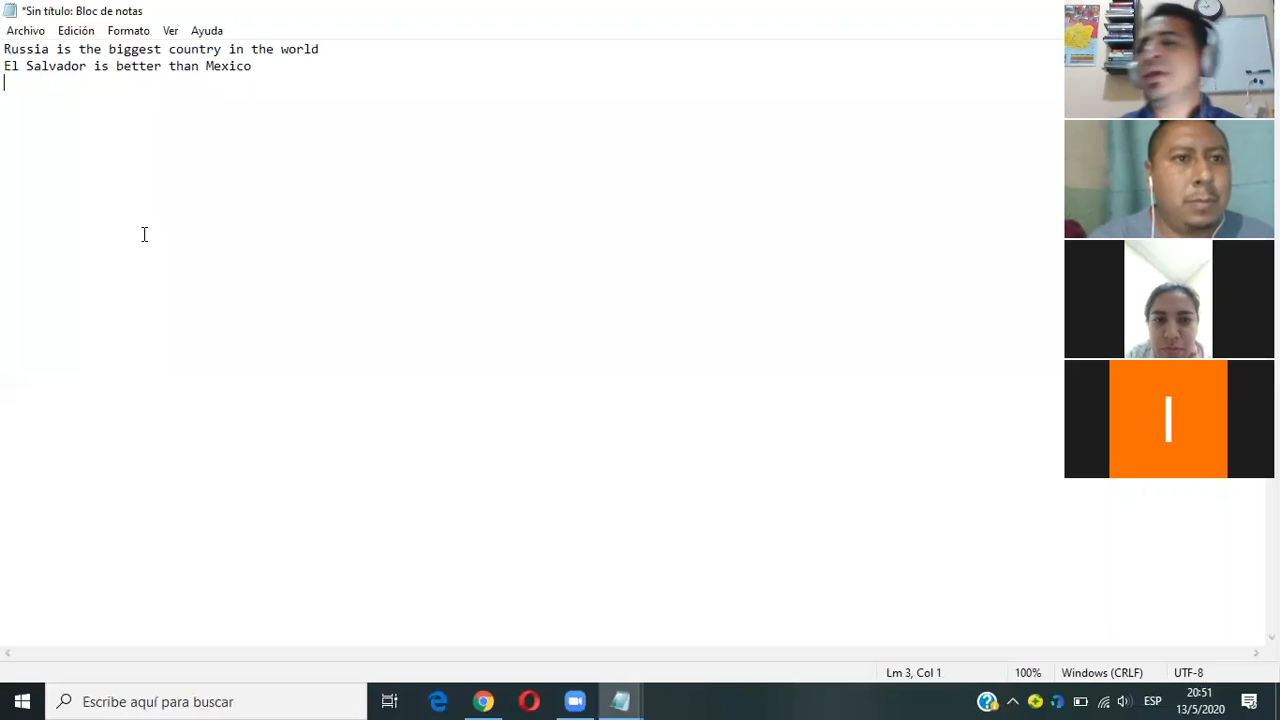 *Sin título: Bloc de notas
Archivo Edición Formato Ver Ayuda
Russia is the biggest country in the world
El Salvador is better than Mexico
I
Lm 3, Col 1 100% Windows (CRLF) UTF-8
Escribe aquí para buscar
ESP
20:51
13/5/2020